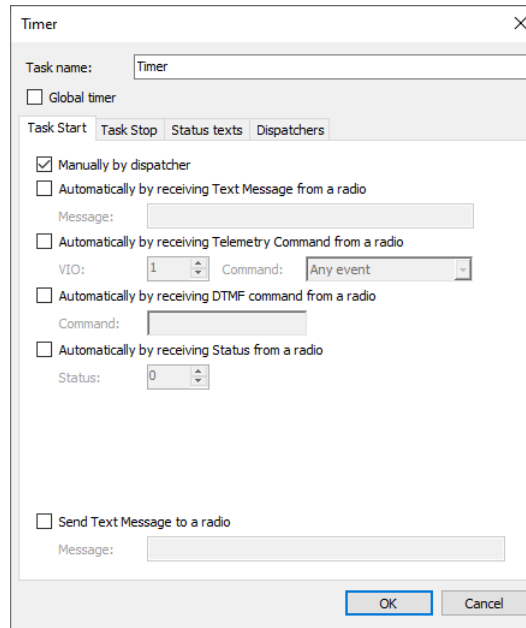 Timer
Task name: Timer
Global timer
Task Start Task Stop Status texts Dispatchers
Manually by dispatcher
Automatically by receiving Text Message from a radio
Message:
Automatically by receiving Telemetry Command from a radio
VIO: 1 Command: Any event
Automatically by receiving DTMF command from a radio
Command:
Automatically by receiving Status from a radio
Status: 0
Send Text Message to a radio
Message:
OK Cancel